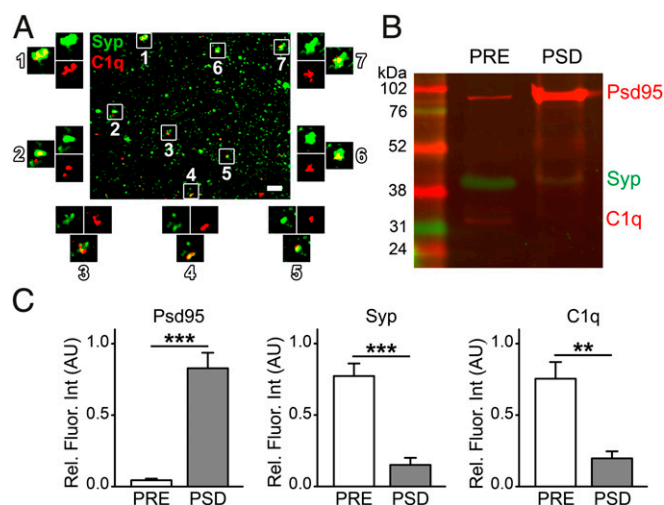 A
Syp
C1q
1
2
3
4
5
6
7
1
2
3
4
5
6
7
B
PRE PSD
kDa
102
76
52
38
31
24
Psd95
Syp
C1q
C
Psd95
Rel. Fluor. Int (AU)
1.0
0.5
0.0
***
PRE PSD
Syp
Rel. Fluor. Int (AU)
1.0
0.5
0.0
***
PRE PSD
C1q
Rel. Fluor. Int (AU)
1.0
0.5
0.0
**
PRE PSD